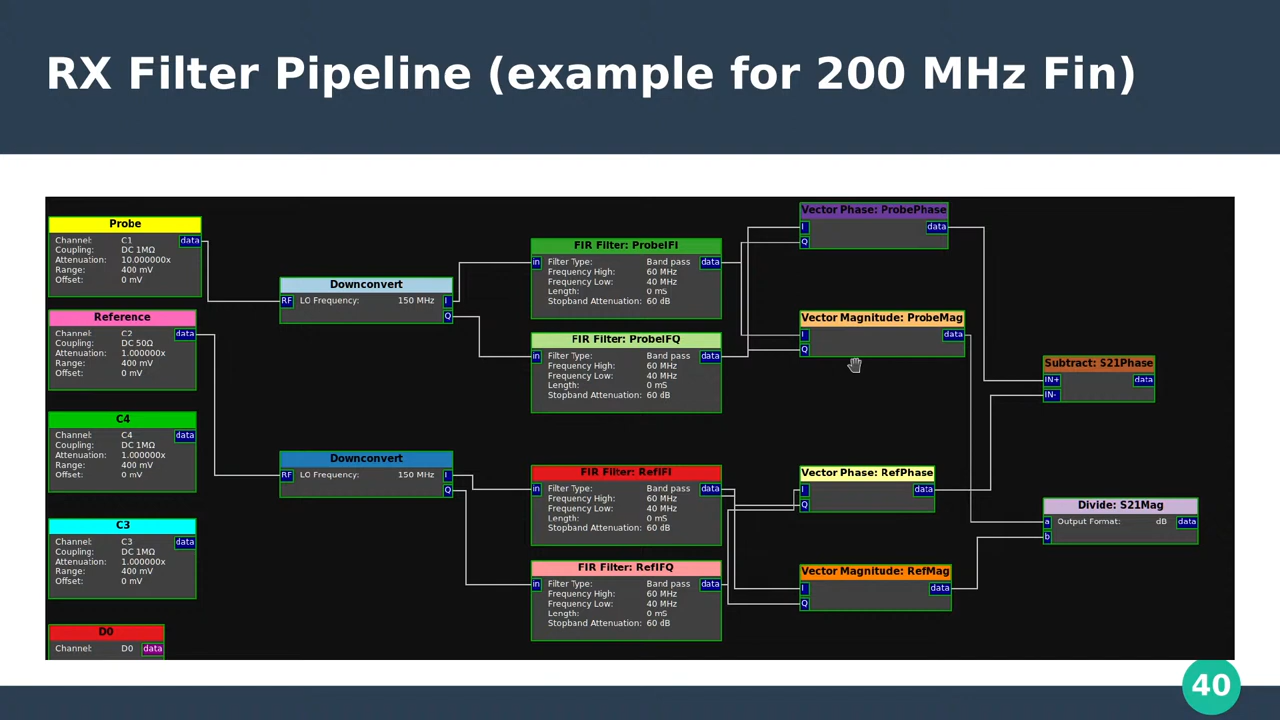 RX Filter Pipeline (example for 200 MHz Fin)
Probe
Channel: C1 data
Coupling: DC 1MΩ
Attenuation: 10.000000x
Range: 400 mV
Offset: 0 mV
Reference
Channel: C2 data
Coupling: DC 50Ω
Attenuation: 1.000000x
Range: 400 mV
Offset: 0 mV
C4
Channel: C4 data
Coupling: DC 1MΩ
Attenuation: 1.000000x
Range: 400 mV
Offset: 0 mV
C3
Channel: C3 data
Coupling: DC 1MΩ
Attenuation: 1.000000x
Range: 400 mV
Offset: 0 mV
D0
Channel: D0 data
Downconvert
RF LO Frequency: 150 MHz I
Q
Downconvert
RF LO Frequency: 150 MHz I
Q
FIR Filter: ProbeIFI
in Filter Type: Band pass data
Frequency High: 60 MHz
Frequency Low: 40 MHz
Length: 0 mS
Stopband Attenuation: 60 dB
FIR Filter: ProbeIFQ
in Filter Type: Band pass data
Frequency High: 60 MHz
Frequency Low: 40 MHz
Length: 0 mS
Stopband Attenuation: 60 dB
FIR Filter: RefIFI
in Filter Type: Band pass data
Frequency High: 60 MHz
Frequency Low: 40 MHz
Length: 0 mS
Stopband Attenuation: 60 dB
FIR Filter: RefIFQ
in Filter Type: Band pass data
Frequency High: 60 MHz
Frequency Low: 40 MHz
Length: 0 mS
Stopband Attenuation: 60 dB
Vector Phase: ProbePhase
I data
Q
Vector Magnitude: ProbeMag
I data
Q
Vector Phase: RefPhase
I data
Q
Vector Magnitude: RefMag
I data
Q
Subtract: S21Phase
IN+ data
IN-
Divide: S21Mag
a Output Format: dB data
b
40